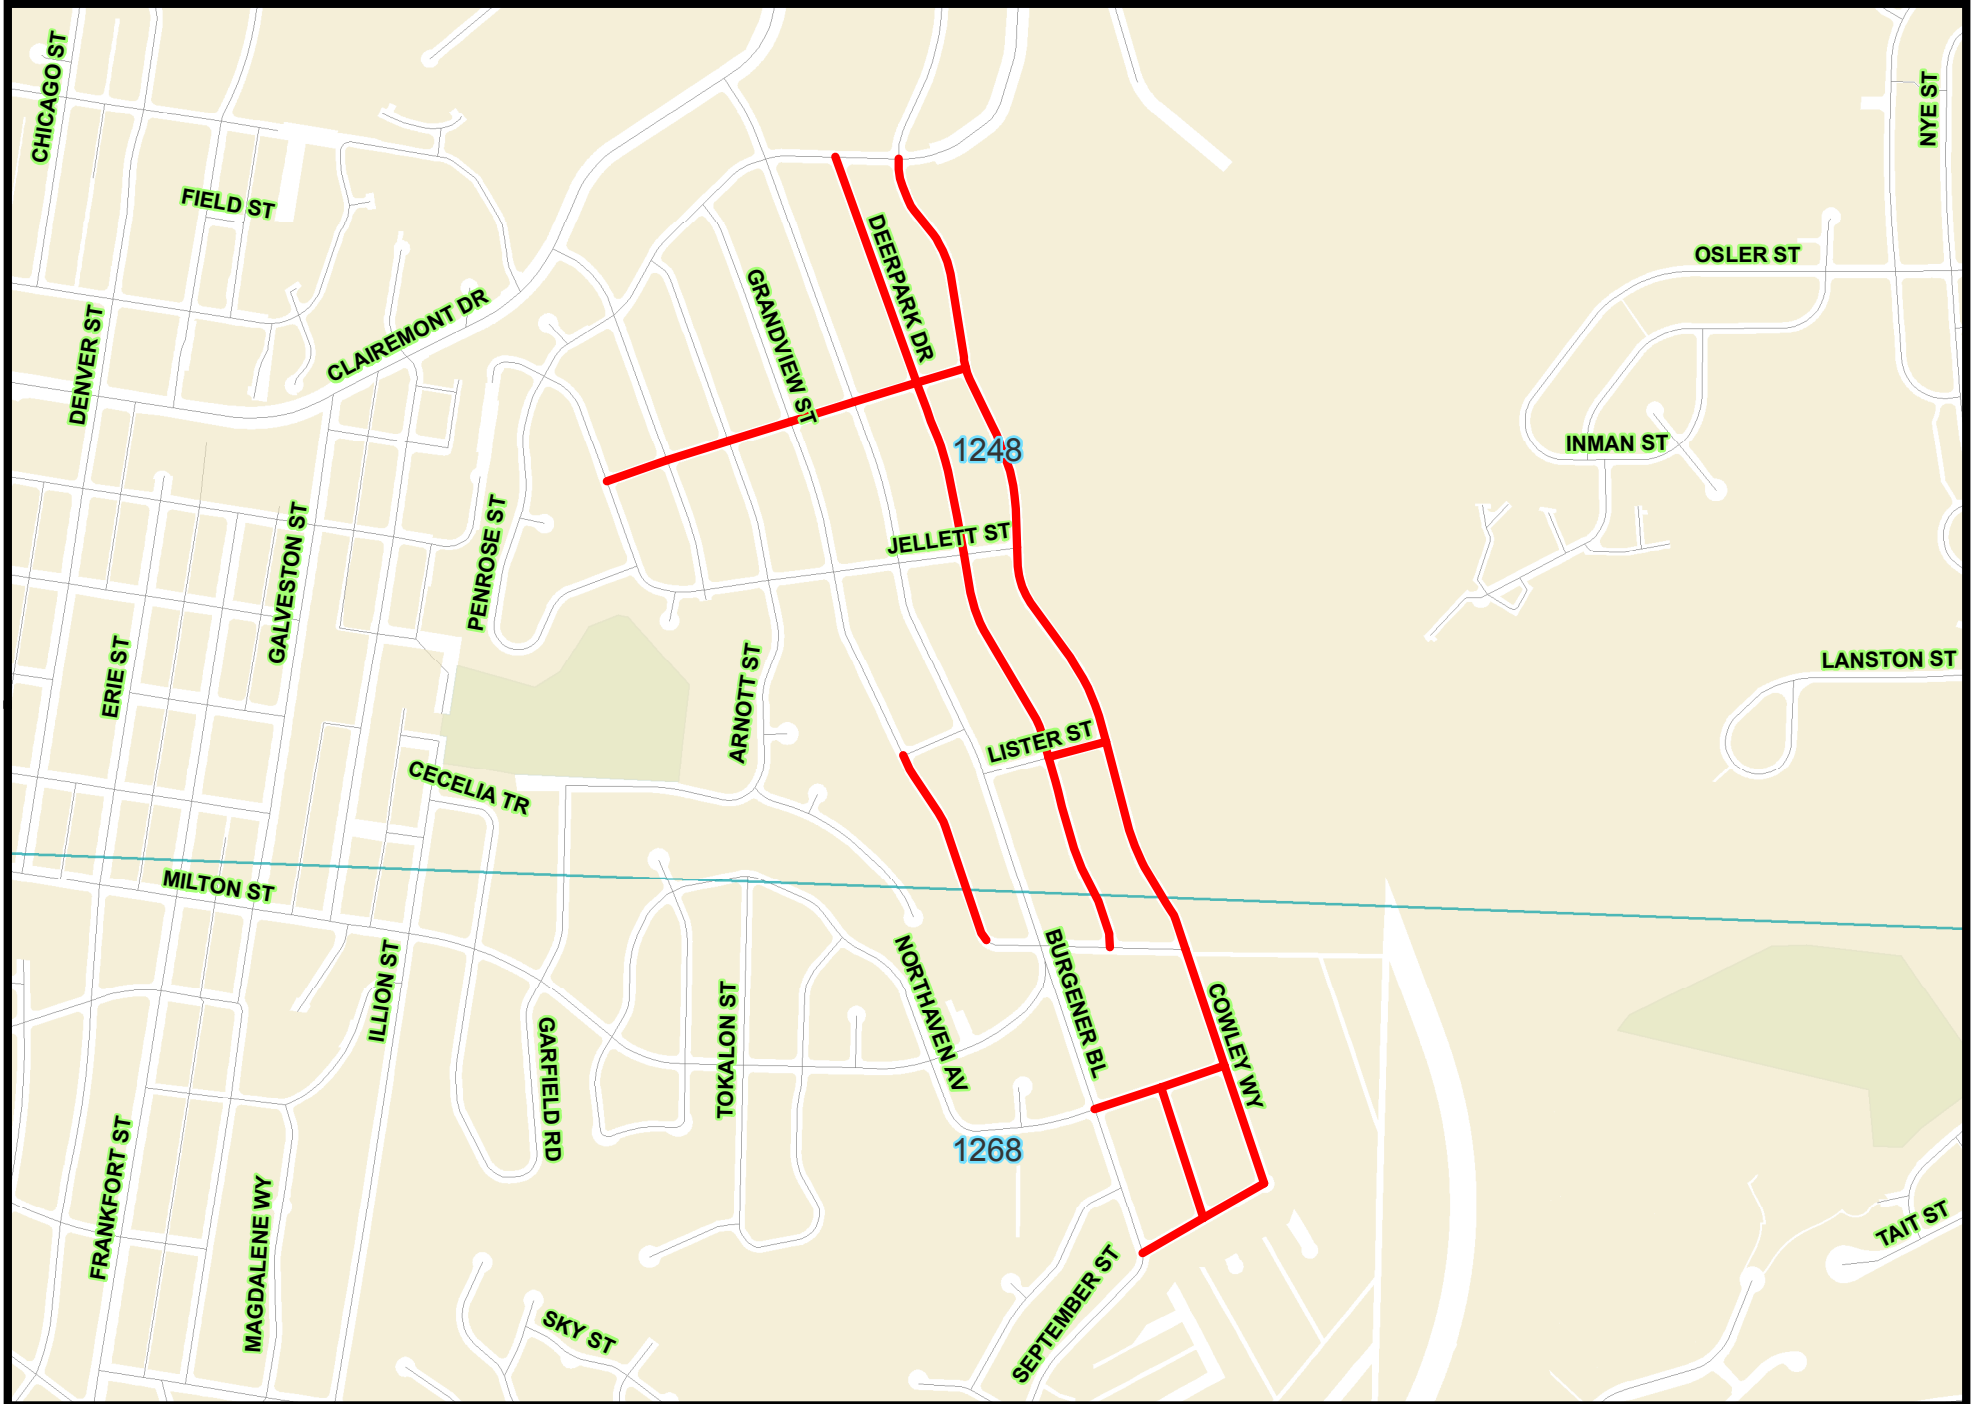 CHICAGO ST
NYE ST
FIELD ST
DEERPARK DR
OSLER ST
GRANDVIEW ST
CLAIREMONT DR
DENVER ST
1248
INMAN ST
PENROSE ST
GALVESTON ST
JELLETT ST
ERIE ST
ARNOTT ST
LANSTON ST
LISTER ST
CECELIA TR
MILTON ST
ILLION ST
NORTHAVEN AV
BURGENER BL
TOKALON ST
COWLEY WY
GARFIELD RD
1268
FRANKFORT ST
MAGDALENE WY
TAIT ST
SEPTEMBER ST
SKY ST